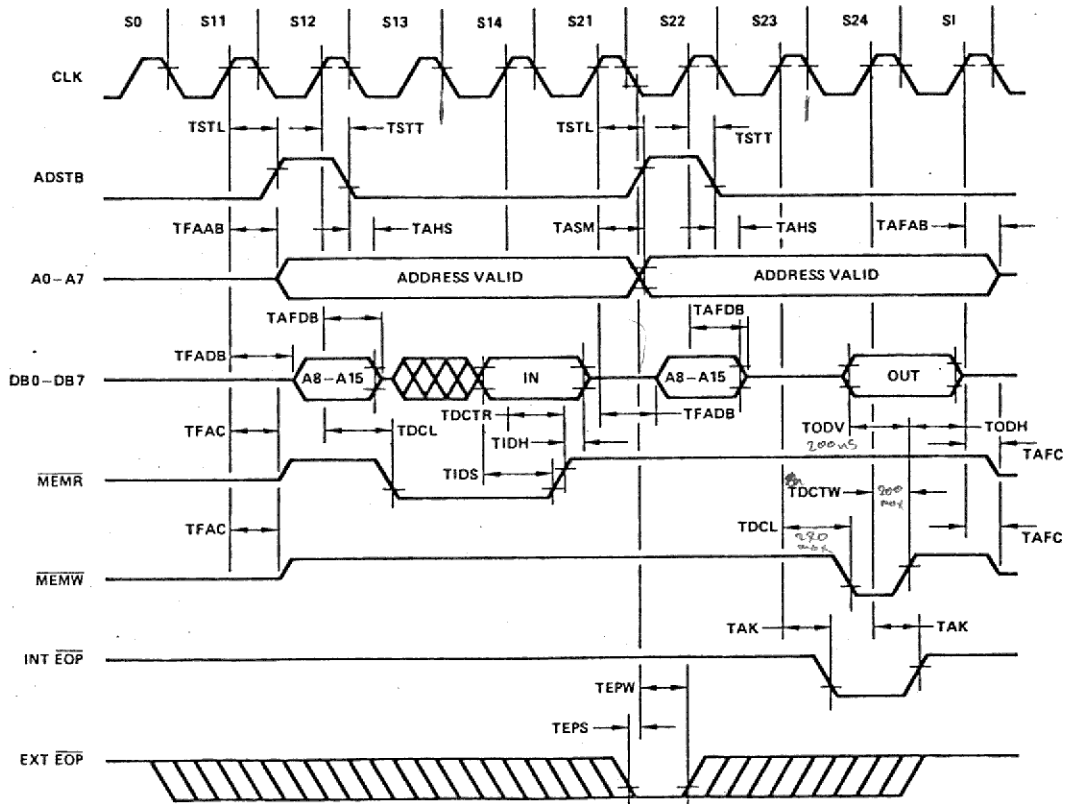 S0 S11 S12 S13 S14 S21 S22 S23 S24 SI
CLK
TSTL TSTT TSTL TSTT
ADSTB
TFAAB TAHS TASM TAHS TAFAB
A0–A7 ADDRESS VALID ADDRESS VALID
TAFDB TAFDB
TFADB
DB0–DB7 A8–A15 IN A8–A15 OUT
TDCTR TFADB
TFAC TDCL TIDH TODV TODH
200nS
TIDS TAFC
MEMR
TDCTW 200
max
TFAC TDCL 280
max TAFC
MEMW
TAK TAK
INT EOP
TEPW
TEPS
EXT EOP